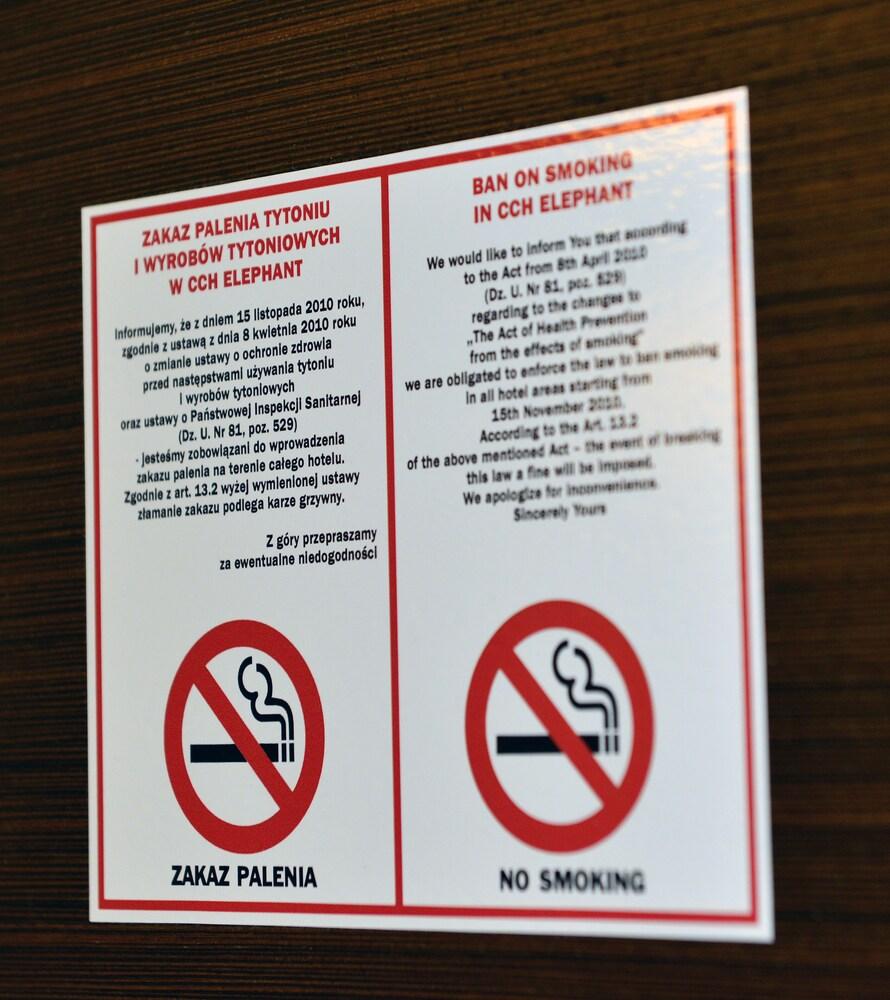 ZAKAZ PALENIA TYTONIU
I WYROBÓW TYTONIOWYCH
W CCH ELEPHANT
Informujemy, że z dniem 15 listopada 2010 roku,
zgodnie z ustawą z dnia 8 kwietnia 2010 roku
o zmianie ustawy o ochronie zdrowia
przed następstwami używania tytoniu
i wyrobów tytoniowych
oraz ustawy o Państwowej Inspekcji Sanitarnej
(Dz. U. Nr 81, poz. 529)
- jesteśmy zobowiązani do wprowadzenia
zakazu palenia na terenie całego hotelu.
Zgodnie z art. 13.2 wyżej wymienionej ustawy
złamanie zakazu podlega karze grzywny.
Z góry przepraszamy
za ewentualne niedogodności
ZAKAZ PALENIA
BAN ON SMOKING
IN CCH ELEPHANT
We would like to inform You that according
to the Act from 8th April 2010
(Dz. U. Nr 81, poz. 529)
regarding to the changes to
„The Act of Health Prevention
from the effects of smoking"
we are obligated to enforce the law to ban smoking
in all hotel areas starting from
15th November 2010.
According to the Art. 13.2
of the above mentioned Act – the event of breaking
this law a fine will be imposed.
We apologize for inconvenience.
Sincerely Yours
NO SMOKING